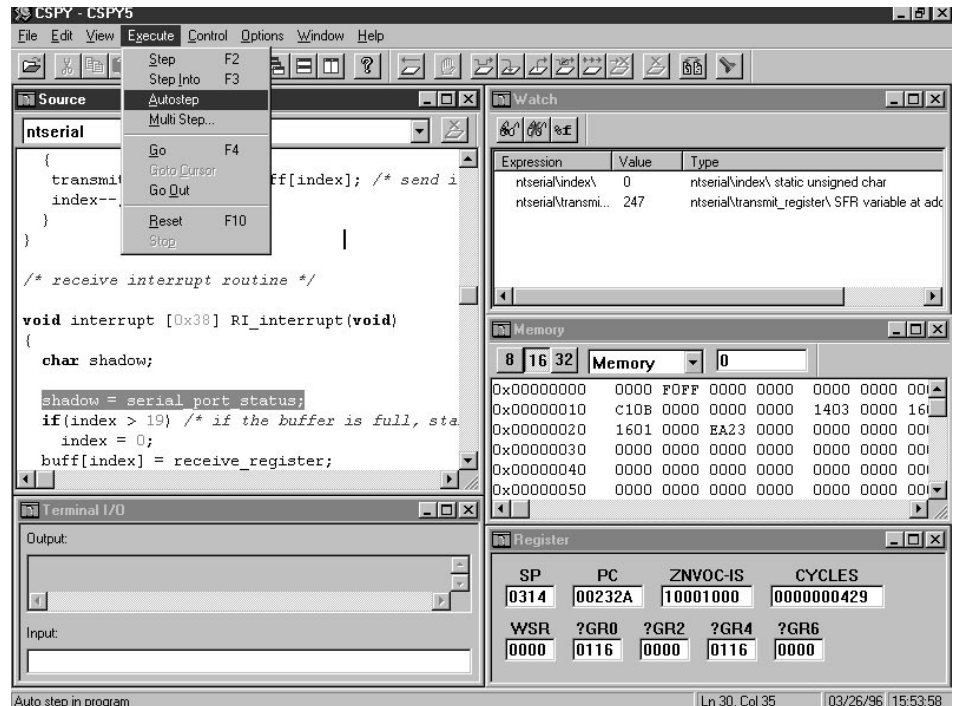 CSPY - CSPY5
File Edit View Execute Control Options Window Help
Step F2
Step Into F3
Autostep
Multi Step...
Go F4
Goto Cursor
Go Out
Reset F10
Stop
Source
ntserial
{
transmit
ff[index]; /* send i
index--
}
}
/* receive interrupt routine */
void interrupt [0x38] RI_interrupt(void)
{
char shadow;
shadow = serial_port_status;
if(index > 19) /* if the buffer is full, sta
index = 0;
buff[index] = receive_register;
Terminal I/O
Output:
Input:
Watch
Expression Value Type
ntserial\index\ 0 ntserial\index\ static unsigned char
ntserial\transmi... 247 ntserial\transmit_register\ SFR variable at add
Memory
8 16 32 Memory 0
0x00000000 0000 F0FF 0000 0000 0000 0000 00
0x00000010 C10B 0000 0000 0000 1403 0000 16
0x00000020 1601 0000 EA23 0000 0000 0000 00
0x00000030 0000 0000 0000 0000 0000 0000 00
0x00000040 0000 0000 0000 0000 0000 0000 00
0x00000050 0000 0000 0000 0000 0000 0000 00
Register
SP PC ZNVOC-IS CYCLES
0314 00232A 10001000 0000000429
WSR ?GR0 ?GR2 ?GR4 ?GR6
0000 0116 0000 0116 0000
Auto step in program Ln 30, Col 35 03/26/96 15:53:58